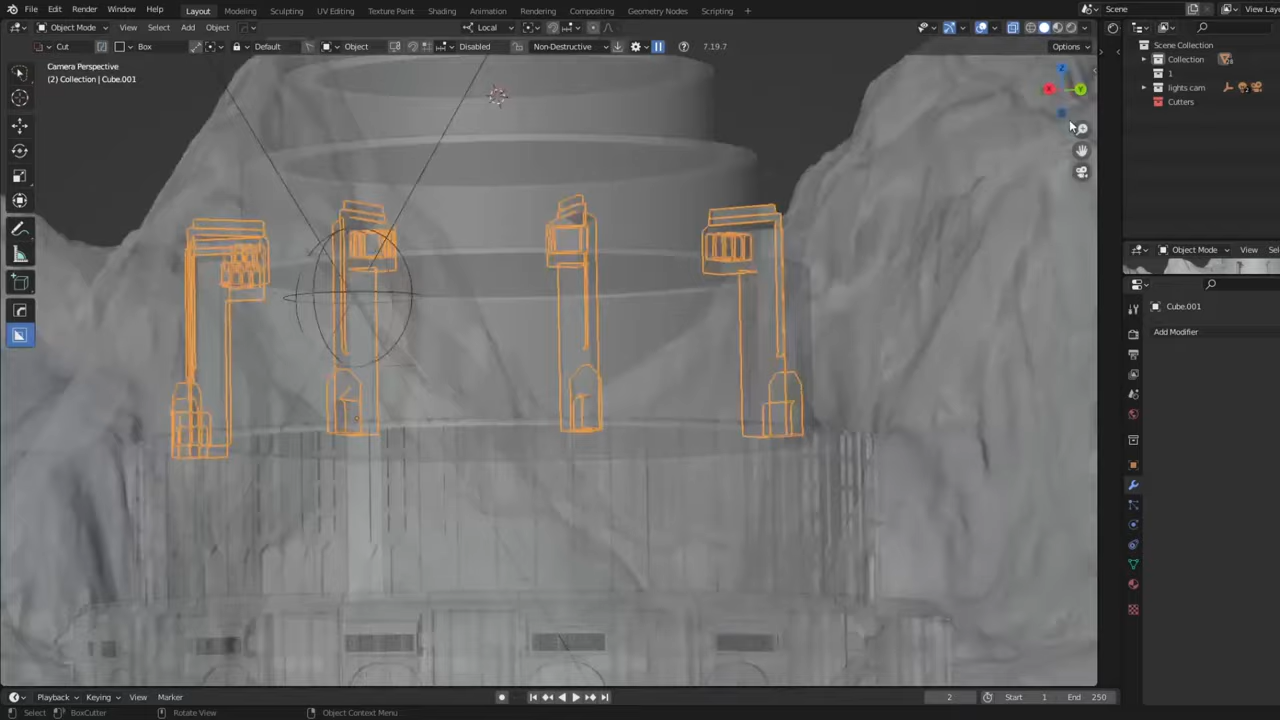 File Edit Render Window Help Layout Modeling Sculpting UV Editing Texture Paint Shading Animation Rendering Compositing Geometry Nodes Scripting + Scene View Laye
Object Mode View Select Add Object Local
Cut Box Default Object Disabled Non-Destructive 7.19.7 Options
Camera Perspective
(2) Collection | Cube.001
Z
X Y
Scene Collection
Collection
1
lights cam
Cutters
Object Mode View Sel
Cube.001
Add Modifier
Playback Keying View Marker 2 Start 1 End 250
Select BoxCutter Rotate View Object Context Menu